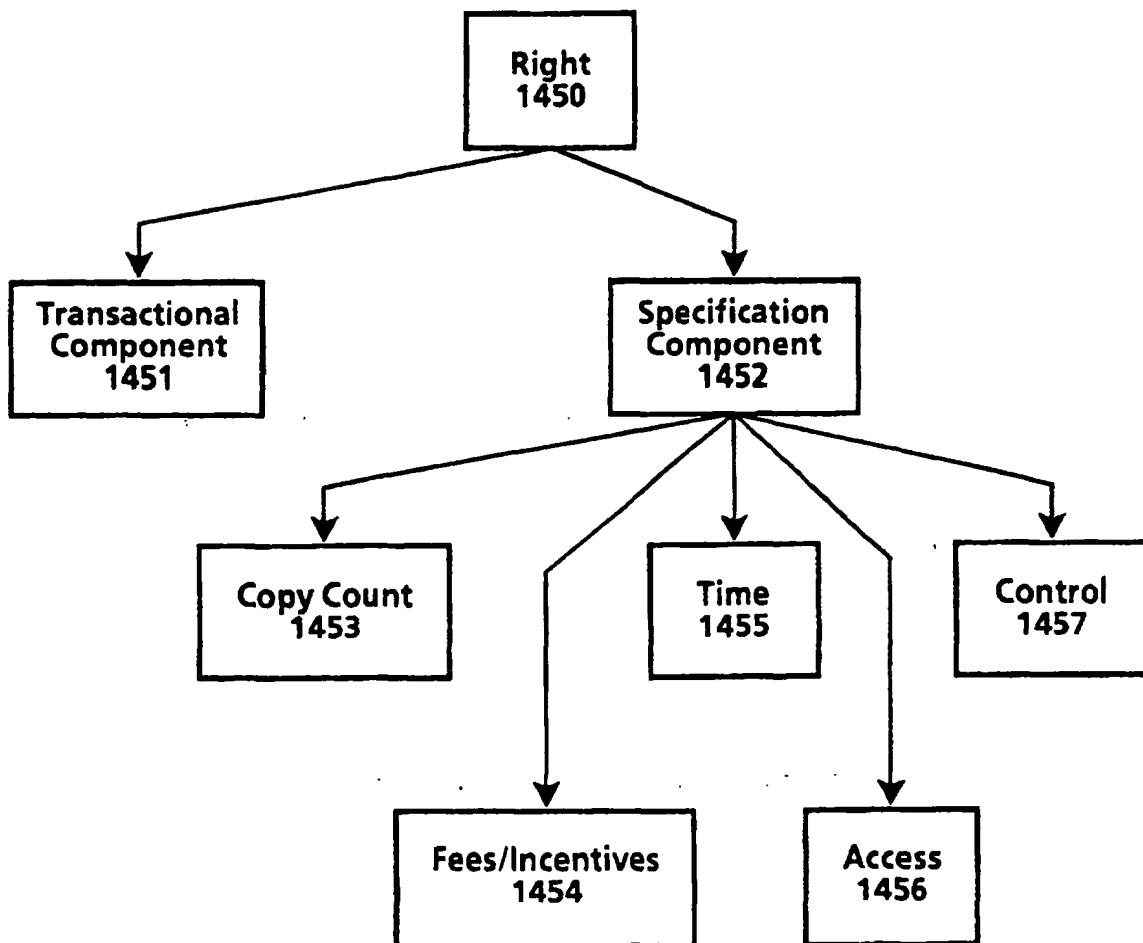 Right
1450
Transactional
Component
1451
Specification
Component
1452
Copy Count
1453
Time
1455
Control
1457
Fees/Incentives
1454
Access
1456